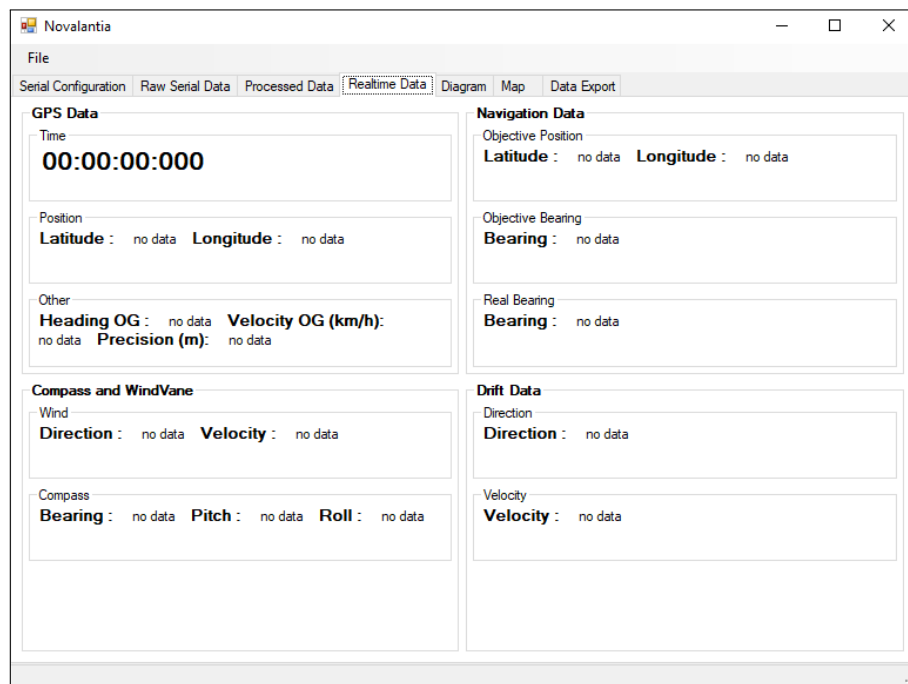 Novalantia
File
Serial Configuration Raw Serial Data Processed Data Realtime Data Diagram Map Data Export
GPS Data
Time
00:00:00:000
Position
Latitude : no data Longitude : no data
Other
Heading OG : no data Velocity OG (km/h):
no data Precision (m): no data
Navigation Data
Objective Position
Latitude : no data Longitude : no data
Objective Bearing
Bearing : no data
Real Bearing
Bearing : no data
Compass and WindVane
Wind
Direction : no data Velocity : no data
Compass
Bearing : no data Pitch : no data Roll : no data
Drift Data
Direction
Direction : no data
Velocity
Velocity : no data